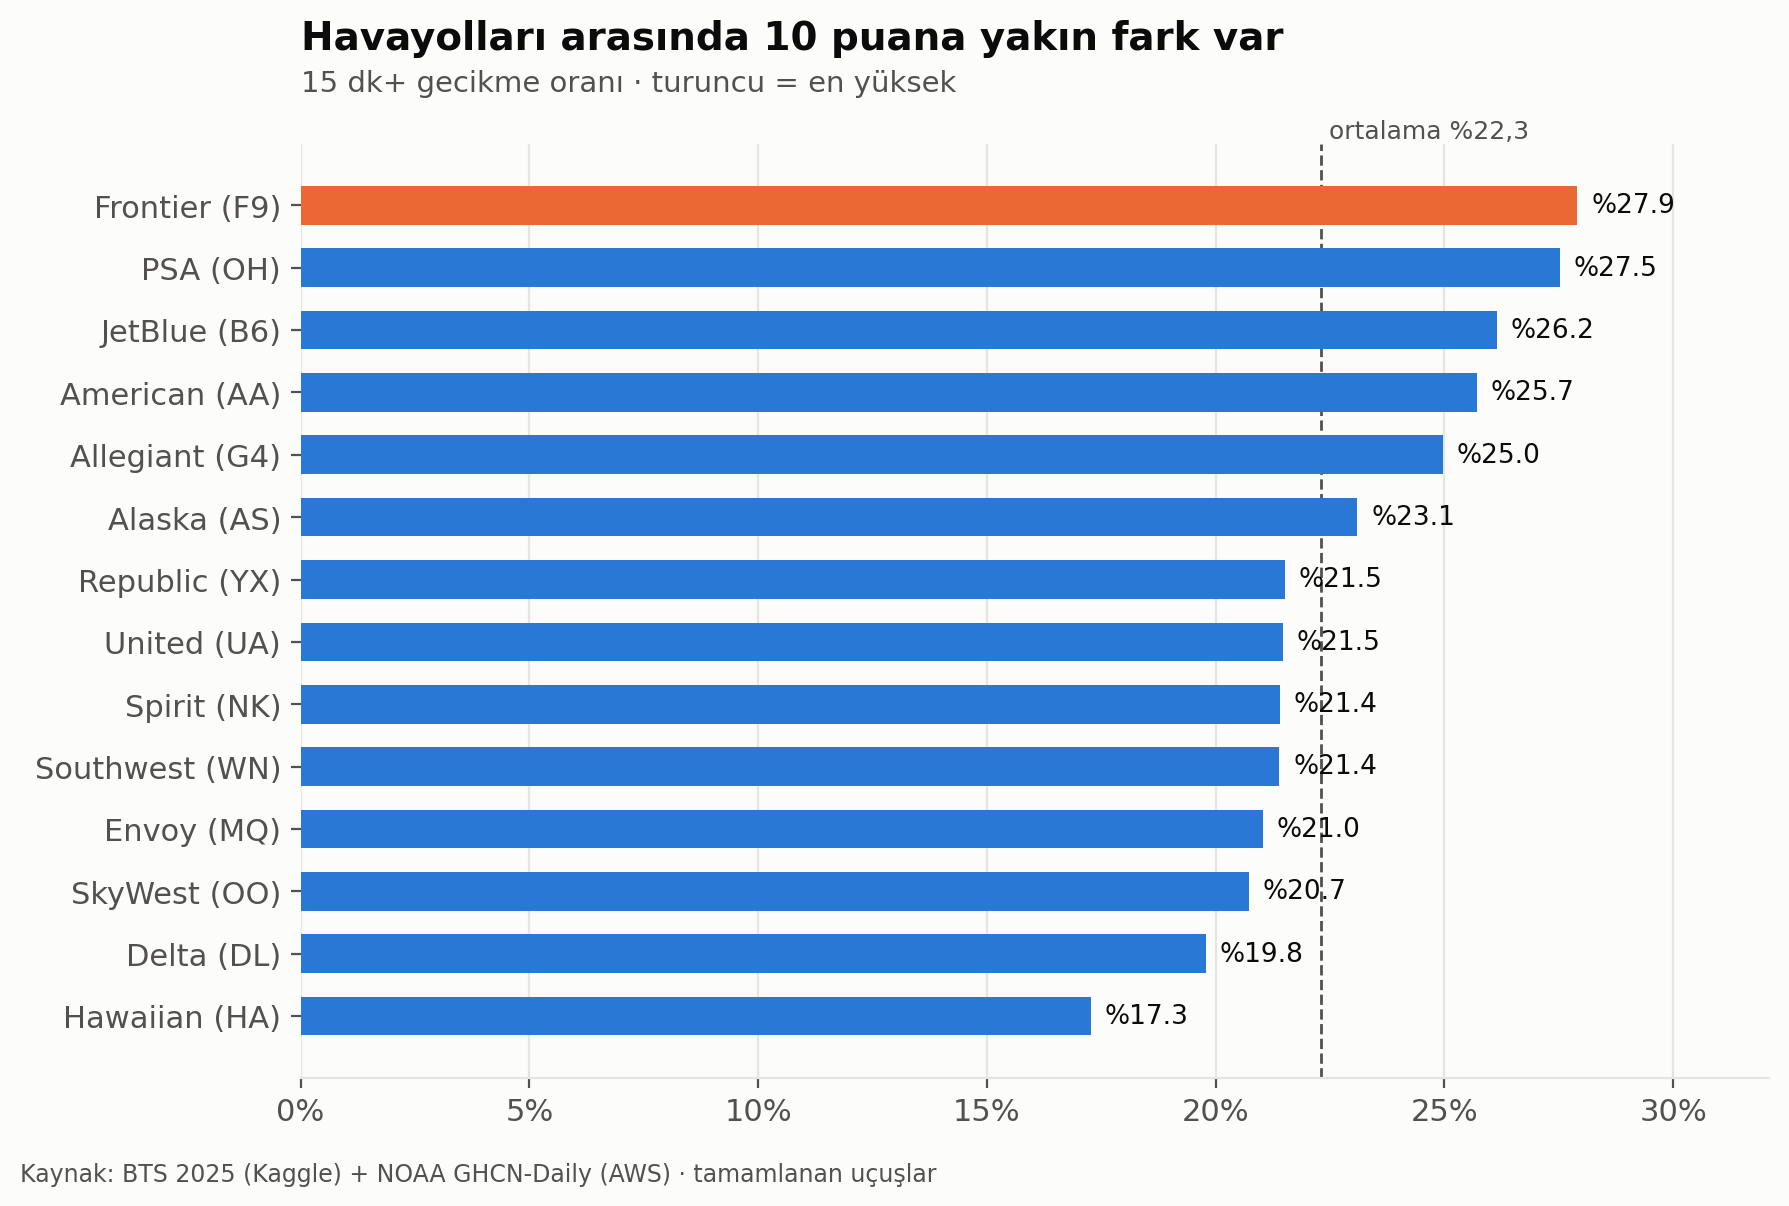 Havayolları arasında 10 puana yakın fark var
15 dk+ gecikme oranı · turuncu = en yüksek
ortalama %22,3
Frontier (F9) %27.9
PSA (OH) %27.5
JetBlue (B6) %26.2
American (AA) %25.7
Allegiant (G4) %25.0
Alaska (AS) %23.1
Republic (YX) %21.5
United (UA) %21.5
Spirit (NK) %21.4
Southwest (WN) %21.4
Envoy (MQ) %21.0
SkyWest (OO) %20.7
Delta (DL) %19.8
Hawaiian (HA) %17.3
0% 5% 10% 15% 20% 25% 30%
Kaynak: BTS 2025 (Kaggle) + NOAA GHCN-Daily (AWS) · tamamlanan uçuşlar